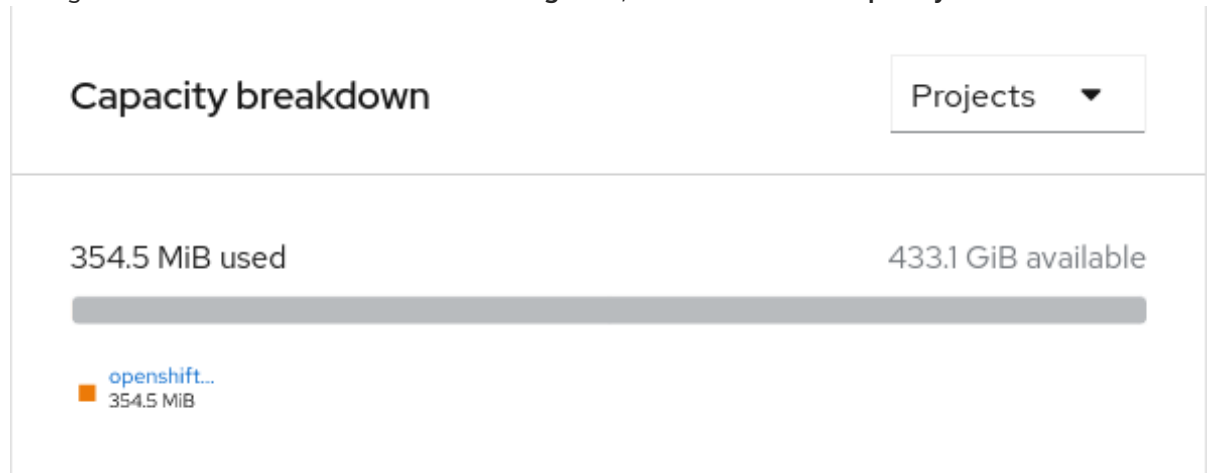 Capacity breakdown
Projects
354.5 MiB used
433.1 GiB available
openshift...
354.5 MiB